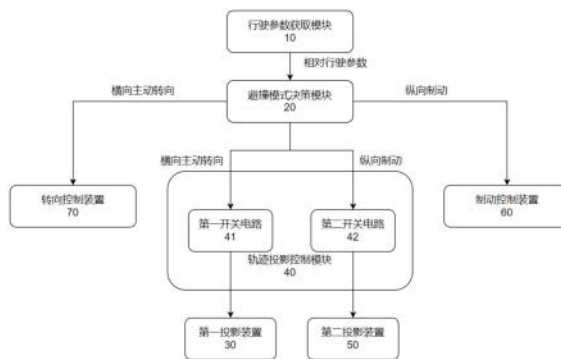 行驶参数获取模块
10
相对行驶参数
横向主动转向
避撞模式决策模块
20
纵向制动
横向主动转向
纵向制动
转向控制装置
70
第一开关电路
41
第二开关电路
42
制动控制装置
60
轨迹投影控制模块
40
第一投影装置
30
第二投影装置
50